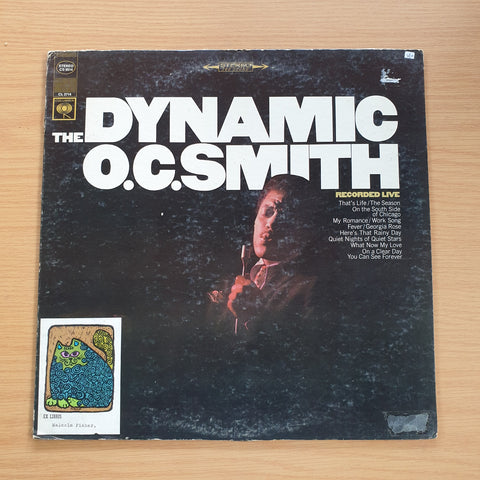 STEREO
CS 9514
STEREO
CL 2714
THE DYNAMIC
O.C.SMITH
RECORDED LIVE
That's Life/The Season
On the South Side
of Chicago
My Romance/Work Song
Fever/Georgia Rose
Here's That Rainy Day
Quiet Nights of Quiet Stars
What Now My Love
On a Clear Day
You Can See Forever
EX LIBRIS
Malcolm Fisher,